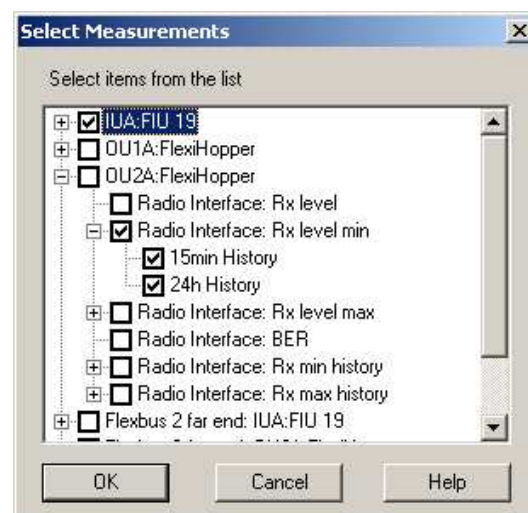 Select Measurements
Select items from the list
IUA:FIU 19
OU1A:FlexiHopper
OU2A:FlexiHopper
Radio Interface: Rx level
Radio Interface: Rx level min
15min History
24h History
Radio Interface: Rx level max
Radio Interface: BER
Radio Interface: Rx min history
Radio Interface: Rx max history
Flexbus 2 far end: IUA:FIU 19
OK Cancel Help